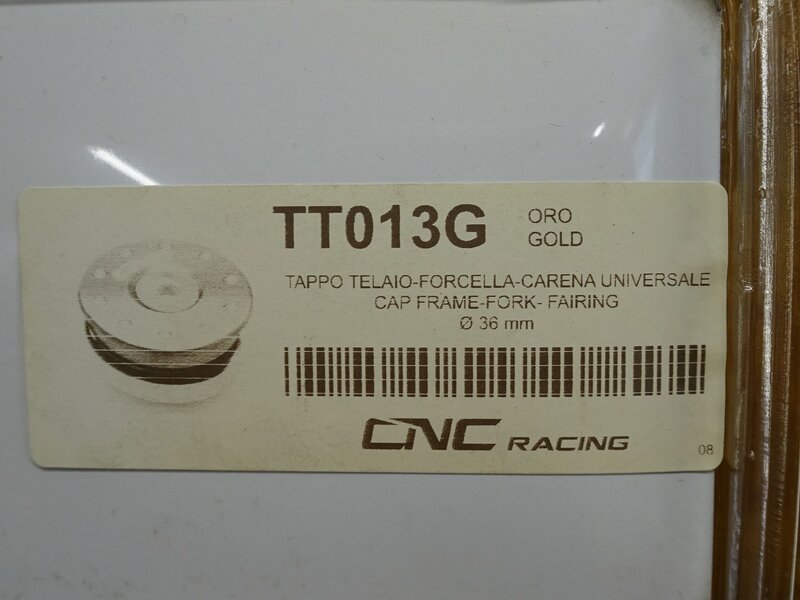 TT013G
ORO
GOLD
TAPPO TELAIO-FORCELLA-CARENA UNIVERSALE
CAP FRAME-FORK- FAIRING
Ø 36 mm
CNC RACING
08